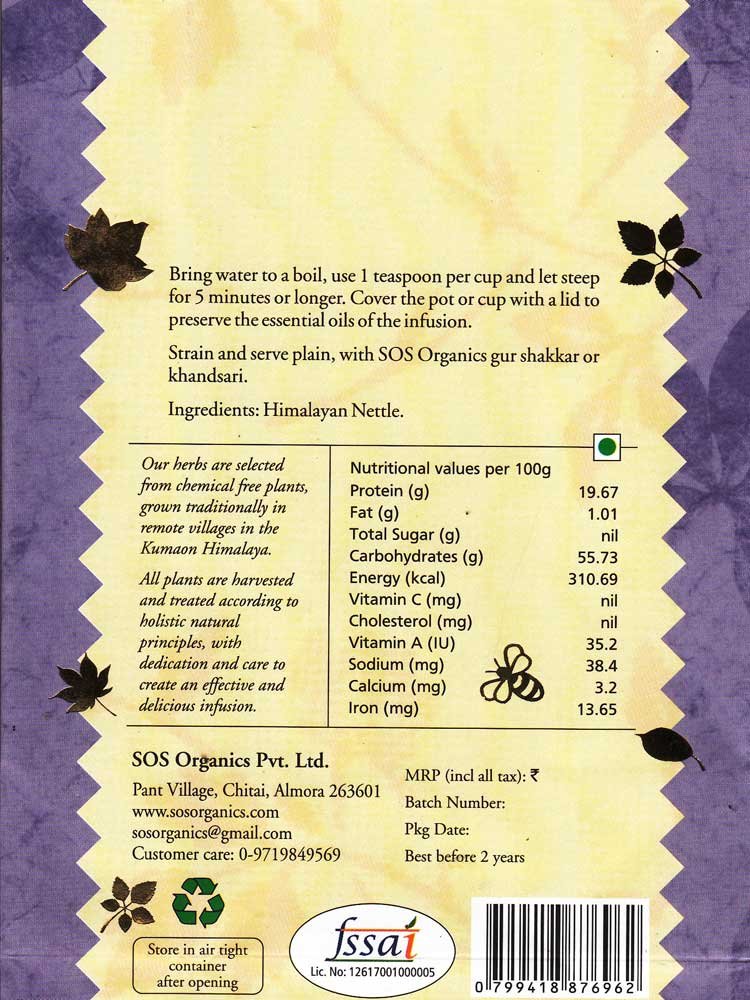 Bring water to a boil, use 1 teaspoon per cup and let steep
for 5 minutes or longer. Cover the pot or cup with a lid to
preserve the essential oils of the infusion.
Strain and serve plain, with SOS Organics gur shakkar or
khandsari.
Ingredients: Himalayan Nettle.
Our herbs are selected
from chemical free plants,
grown traditionally in
remote villages in the
Kumaon Himalaya.
All plants are harvested
and treated according to
holistic natural
principles, with
dedication and care to
create an effective and
delicious infusion.
Nutritional values per 100g
Protein (g) 19.67
Fat (g) 1.01
Total Sugar (g) nil
Carbohydrates (g) 55.73
Energy (kcal) 310.69
Vitamin C (mg) nil
Cholesterol (mg) nil
Vitamin A (IU) 35.2
Sodium (mg) 38.4
Calcium (mg) 3.2
Iron (mg) 13.65
SOS Organics Pvt. Ltd.
Pant Village, Chitai, Almora 263601
www.sosorganics.com
sosorganics@gmail.com
Customer care: 0-9719849569
MRP (incl all tax): ₹
Batch Number:
Pkg Date:
Best before 2 years
Store in air tight
container
after opening
fssai
Lic. No: 12617001000005
0 799418 876962